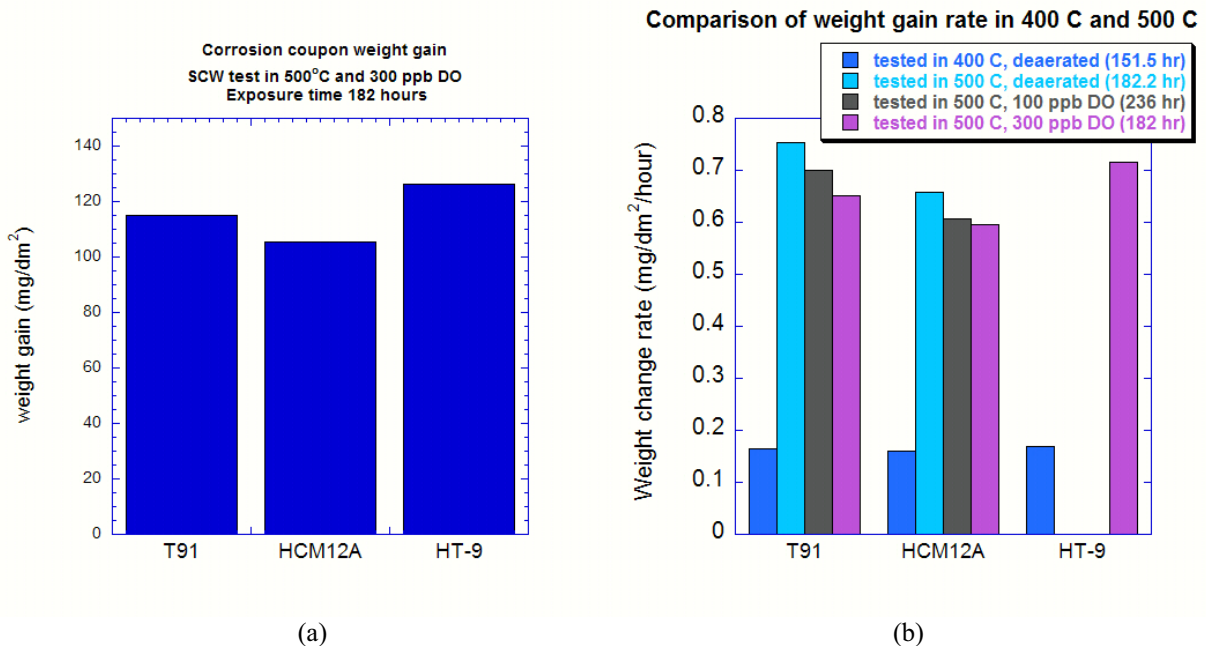 Corrosion coupon weight gain
SCW test in 500°C and 300 ppb DO
Exposure time 182 hours
weight gain (mg/dm²)
140
120
100
80
60
40
20
0
T91 HCM12A HT-9
(a)
Comparison of weight gain rate in 400 C and 500 C
tested in 400 C, deaerated (151.5 hr)
tested in 500 C, deaerated (182.2 hr)
tested in 500 C, 100 ppb DO (236 hr)
tested in 500 C, 300 ppb DO (182 hr)
Weight change rate (mg/dm²/hour)
0.8
0.7
0.6
0.5
0.4
0.3
0.2
0.1
0
T91 HCM12A HT-9
(b)